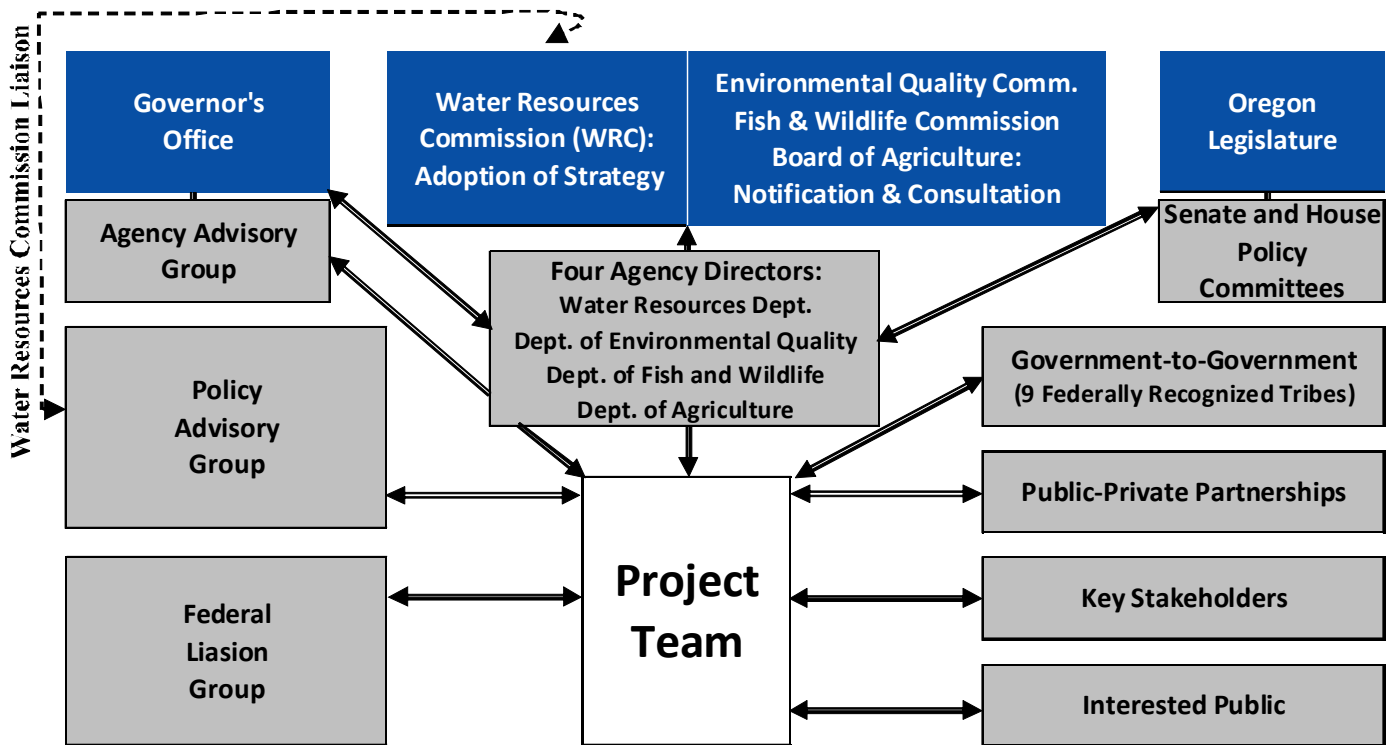 Water Resources Commission Liaison
Governor's
Office
Water Resources
Commission (WRC):
Adoption of Strategy
Environmental Quality Comm.
Fish & Wildlife Commission
Board of Agriculture:
Notification & Consultation
Oregon
Legislature
Agency Advisory
Group
Four Agency Directors:
Water Resources Dept.
Dept. of Environmental Quality
Dept. of Fish and Wildlife
Dept. of Agriculture
Senate and House
Policy
Committees
Policy
Advisory
Group
Government-to-Government
(9 Federally Recognized Tribes)
Public-Private Partnerships
Project
Team
Federal
Liasion
Group
Key Stakeholders
Interested Public